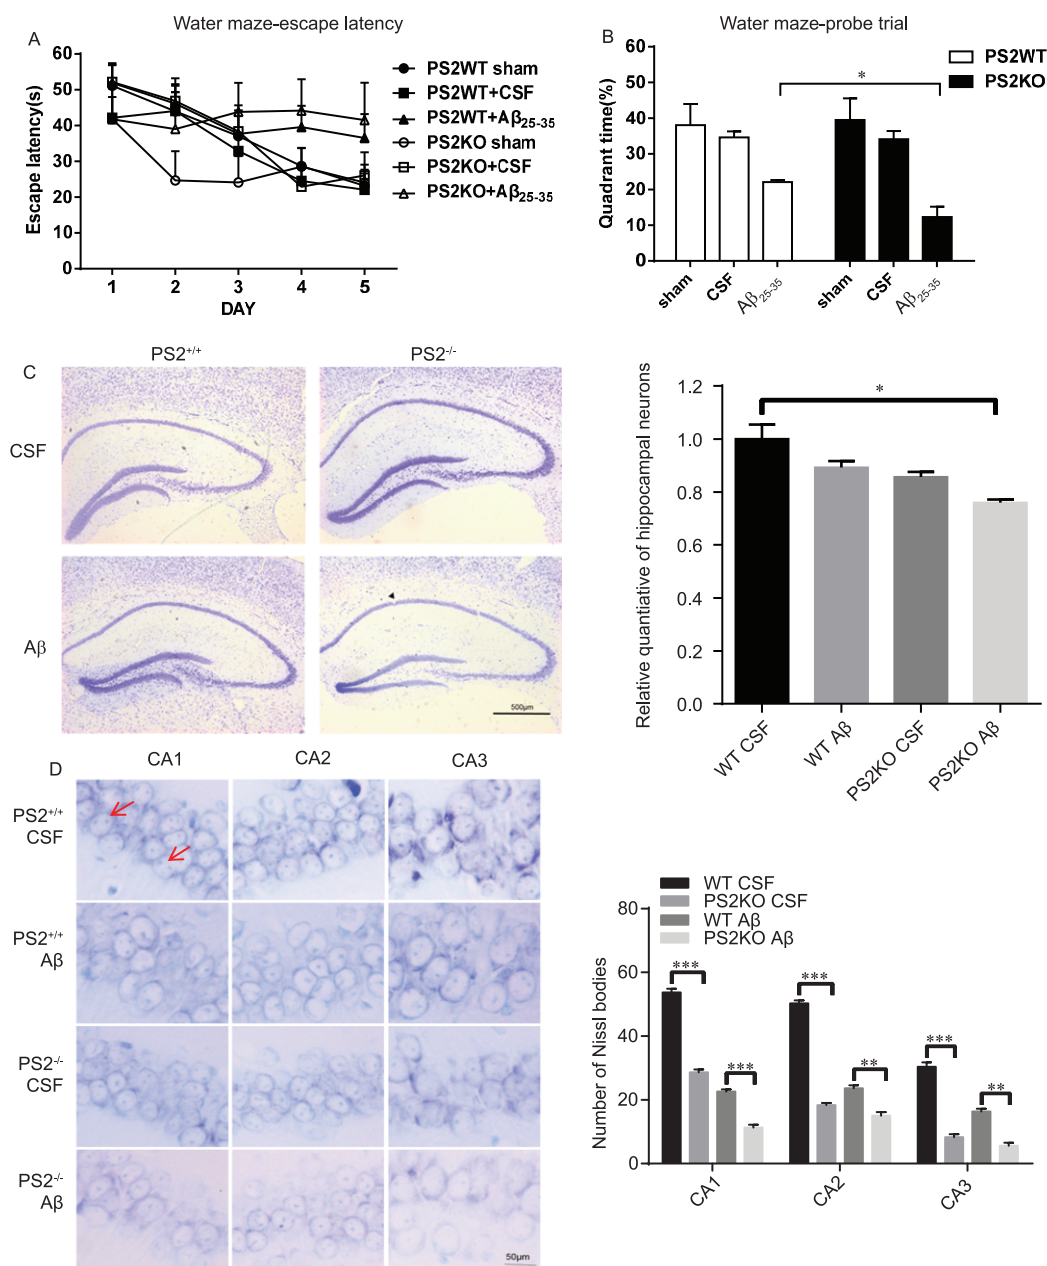 Water maze-escape latency
A
60
50
40
30
20
10
0
Escape latency(s)
1 2 3 4 5
DAY
PS2WT sham
PS2WT+CSF
PS2WT+Aβ25-35
PS2KO sham
PS2KO+CSF
PS2KO+Aβ25-35
Water maze-probe trial
B
PS2WT
PS2KO
*
60
50
40
30
20
10
0
Quadrant time(%)
sham CSF Aβ25-35 sham CSF Aβ25-35
C
PS2+/+ PS2-/-
CSF
Aβ
500μm
*
1.2
1.0
0.8
0.6
0.4
0.2
0.0
Relative quantiative of hippocampal neurons
WT CSF WT Aβ PS2KO CSF PS2KO Aβ
D
CA1 CA2 CA3
PS2+/+
CSF
PS2+/+
Aβ
PS2-/-
CSF
PS2-/-
Aβ
50μm
WT CSF
PS2KO CSF
WT Aβ
PS2KO Aβ
80
60
40
20
0
Number of Nissl bodies
*** *** *** ** *** **
CA1 CA2 CA3